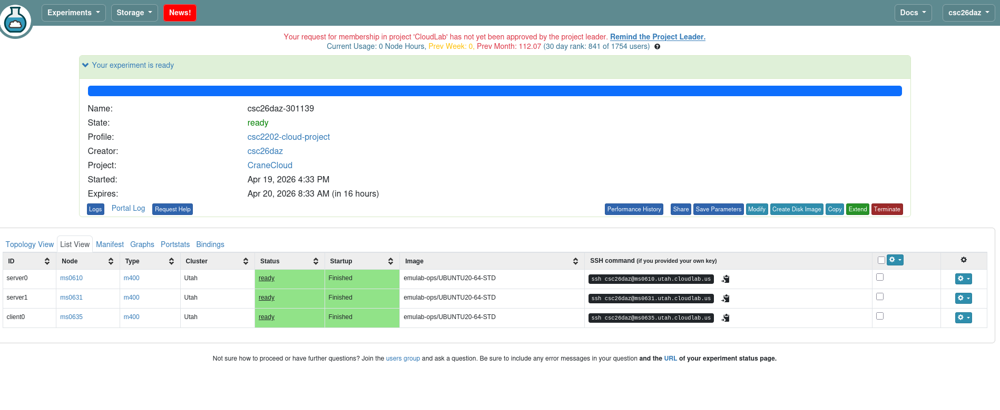 Experiments Storage News! Docs csc26daz
Your request for membership in project 'CloudLab' has not yet been approved by the project leader. Remind the Project Leader.
Current Usage: 0 Node Hours, Prev Week: 0, Prev Month: 112.07 (30 day rank: 841 of 1754 users)
Your experiment is ready
Name: csc26daz-301139
State: ready
Profile: csc2202-cloud-project
Creator: csc26daz
Project: CraneCloud
Started: Apr 19, 2026 4:33 PM
Expires: Apr 20, 2026 8:33 AM (in 16 hours)
Logs Portal Log Request Help Performance History Share Save Parameters Modify Create Disk Image Copy Extend Terminate
Topology View List View Manifest Graphs Portstats Bindings
ID Node Type Cluster Status Startup Image SSH command (if you provided your own key)
server0 ms0610 m400 Utah ready Finished emulab-ops/UBUNTU20-64-STD ssh csc26daz@ms0610.utah.cloudlab.us
server1 ms0631 m400 Utah ready Finished emulab-ops/UBUNTU20-64-STD ssh csc26daz@ms0631.utah.cloudlab.us
client0 ms0635 m400 Utah ready Finished emulab-ops/UBUNTU20-64-STD ssh csc26daz@ms0635.utah.cloudlab.us
Not sure how to proceed or have further questions? Join the users group and ask a question. Be sure to include any error messages in your question and the URL of your experiment status page.